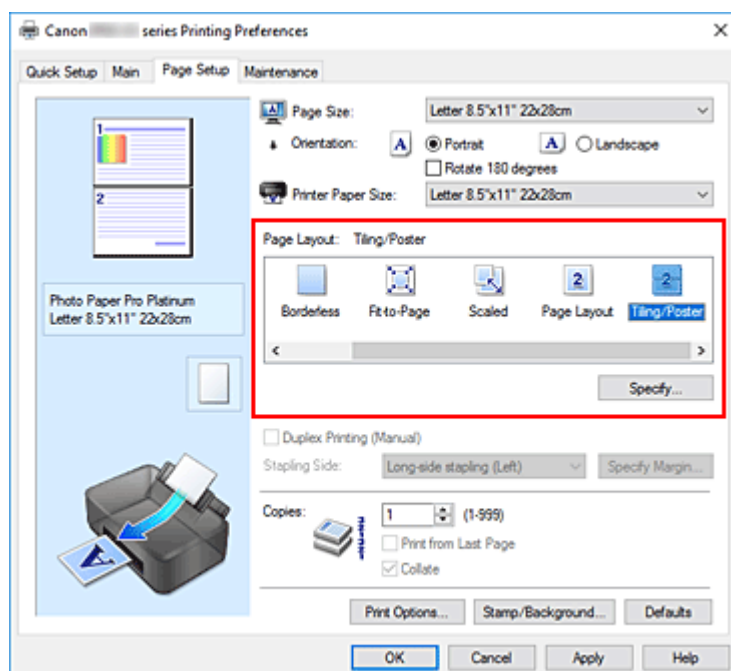 Canon series Printing Preferences
Quick Setup Main Page Setup Maintenance
1
2
Photo Paper Pro Platinum
Letter 8.5"x11" 22x28cm
A
Page Size: Letter 8.5"x11" 22x28cm
Orientation: A Portrait A Landscape
Rotate 180 degrees
Printer Paper Size: Letter 8.5"x11" 22x28cm
Page Layout: Tiling/Poster
2 2
Borderless Fit-to-Page Scaled Page Layout Tiling/Poster
Specify...
Duplex Printing (Manual)
Stapling Side: Long-side stapling (Left) Specify Margin...
Copies: 1 (1-999)
Print from Last Page
Collate
Print Options... Stamp/Background... Defaults
OK Cancel Apply Help